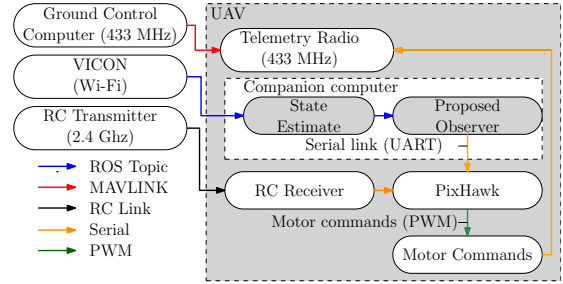 Ground Control
Computer (433 MHz)
VICON
(Wi-Fi)
RC Transmitter
(2.4 Ghz)
ROS Topic
MAVLINK
RC Link
Serial
PWM
UAV
Telemetry Radio
(433 MHz)
Companion computer
State
Estimate
Proposed
Observer
Serial link (UART)
RC Receiver
PixHawk
Motor commands (PWM)
Motor Commands